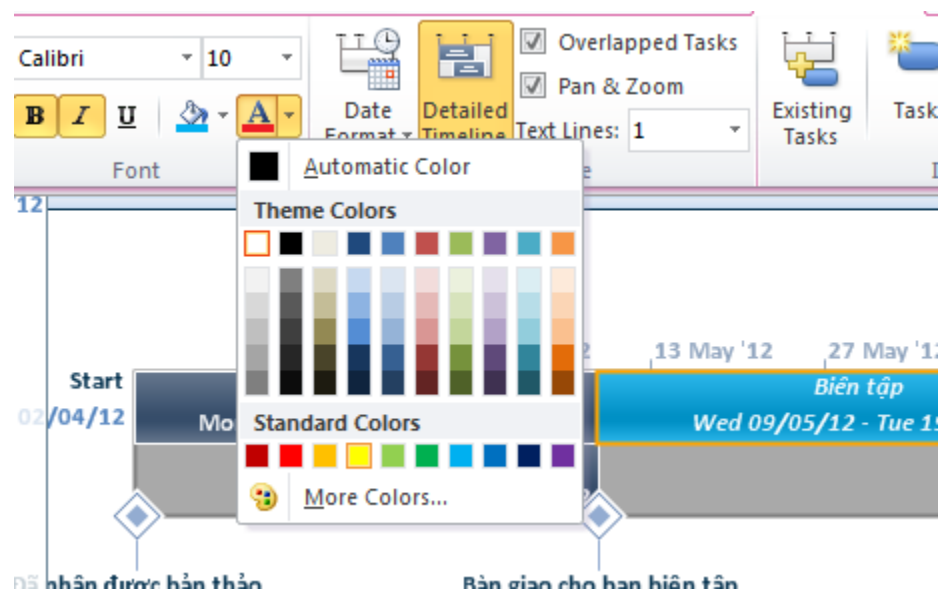 Calibri
10
B I U
A
Date
Format
Detailed
Timeline
Overlapped Tasks
Pan & Zoom
Text Lines: 1
Existing
Tasks
Task
Font
Automatic Color
Theme Colors
'12
13 May '12
27 May '12
Start
02/04/12
Mo
Biên tập
Wed 09/05/12 - Tue
Standard Colors
More Colors...
Đã nhận được bản thảo
Bàn giao cho ban biên tập